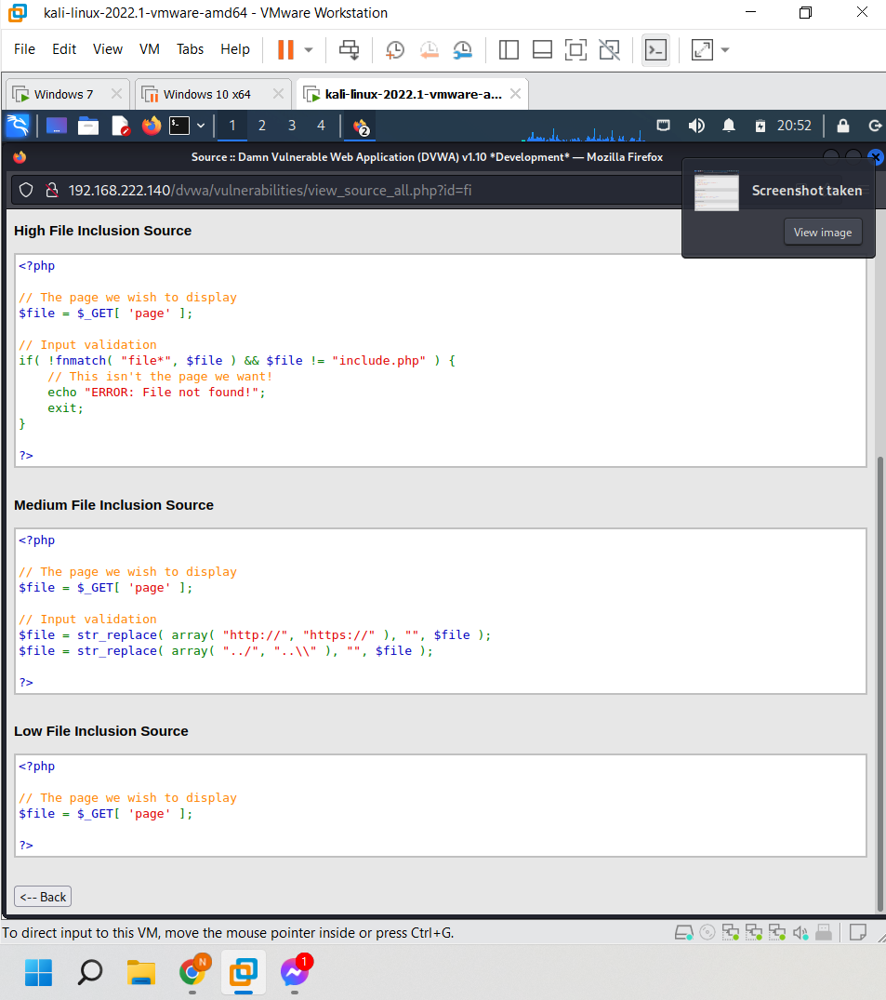 kali-linux-2022.1-vmware-amd64 - VMware Workstation
File Edit View VM Tabs Help
Windows 7 Windows 10 x64 kali-linux-2022.1-vmware-a...
1 2 3 4 2 20:52
Source :: Damn Vulnerable Web Application (DVWA) v1.10 *Development* — Mozilla Firefox
192.168.222.140/dvwa/vulnerabilities/view_source_all.php?id=fi
Screenshot taken
View image
High File Inclusion Source
<?php
// The page we wish to display
$file = $_GET[ 'page' ];
// Input validation
if( !fnmatch( "file*", $file ) && $file != "include.php" ) {
    // This isn't the page we want!
    echo "ERROR: File not found!";
    exit;
}
?>
Medium File Inclusion Source
<?php
// The page we wish to display
$file = $_GET[ 'page' ];
// Input validation
$file = str_replace( array( "http://", "https://" ), "", $file );
$file = str_replace( array( "../", "..\\" ), "", $file );
?>
Low File Inclusion Source
<?php
// The page we wish to display
$file = $_GET[ 'page' ];
?>
<-- Back
To direct input to this VM, move the mouse pointer inside or press Ctrl+G.
N 1